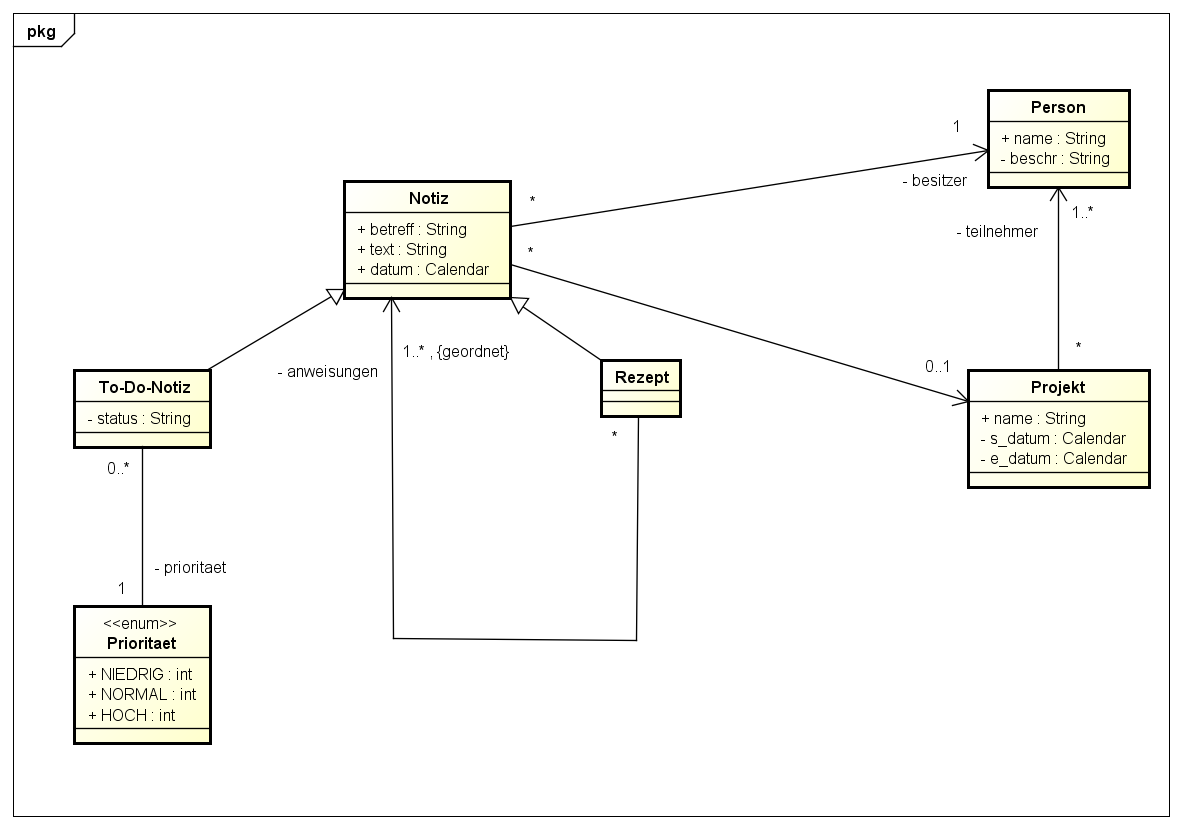 pkg
Person
+ name : String
- beschr : String
1
- besitzer
*
Notiz
+ betreff : String
+ text : String
+ datum : Calendar
*
1..*
- teilnehmer
*
1..* , {geordnet}
- anweisungen
0..1
To-Do-Notiz
- status : String
Rezept
*
Projekt
+ name : String
- s_datum : Calendar
- e_datum : Calendar
0..*
- prioritaet
1
<<enum>>
Prioritaet
+ NIEDRIG : int
+ NORMAL : int
+ HOCH : int